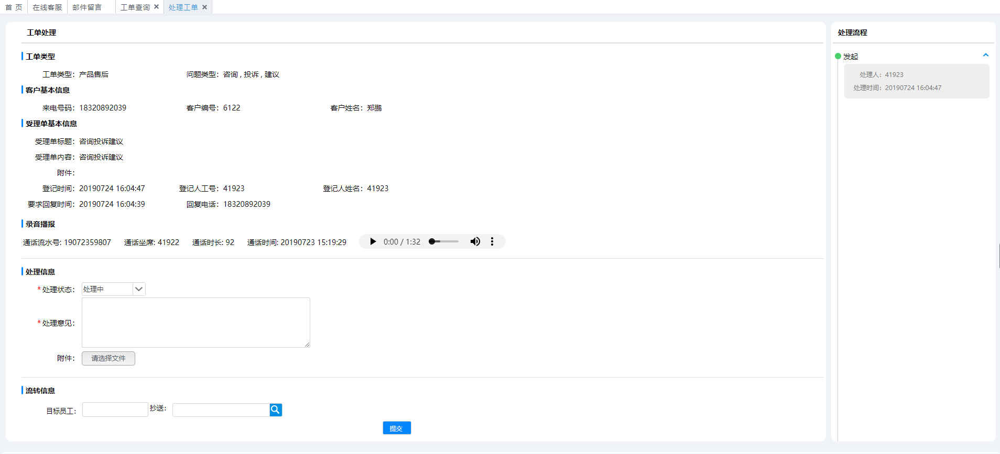 首 页 在线客服 邮件留言 工单查询 处理工单
工单处理
工单类型
工单类型：产品售后 问题类型：咨询 , 投诉 , 建议
客户基本信息
来电号码：18320892039 客户编号：6122 客户姓名：郑鹏
受理单基本信息
受理单标题：咨询投诉建议
受理单内容：咨询投诉建议
附件：
登记时间：20190724 16:04:47 登记人工号：41923 登记人姓名：41923
要求回复时间：20190724 16:04:39 回复电话：18320892039
录音播报
通话流水号: 19072359807 通话坐席: 41922 通话时长: 92 通话时间: 20190723 15:19:29 0:00 / 1:32
处理信息
*处理状态： 处理中
*处理意见：
附件： 请选择文件
流转信息
目标员工： 抄送：
提交
处理流程
发起
处理人：41923
处理时间：20190724 16:04:47